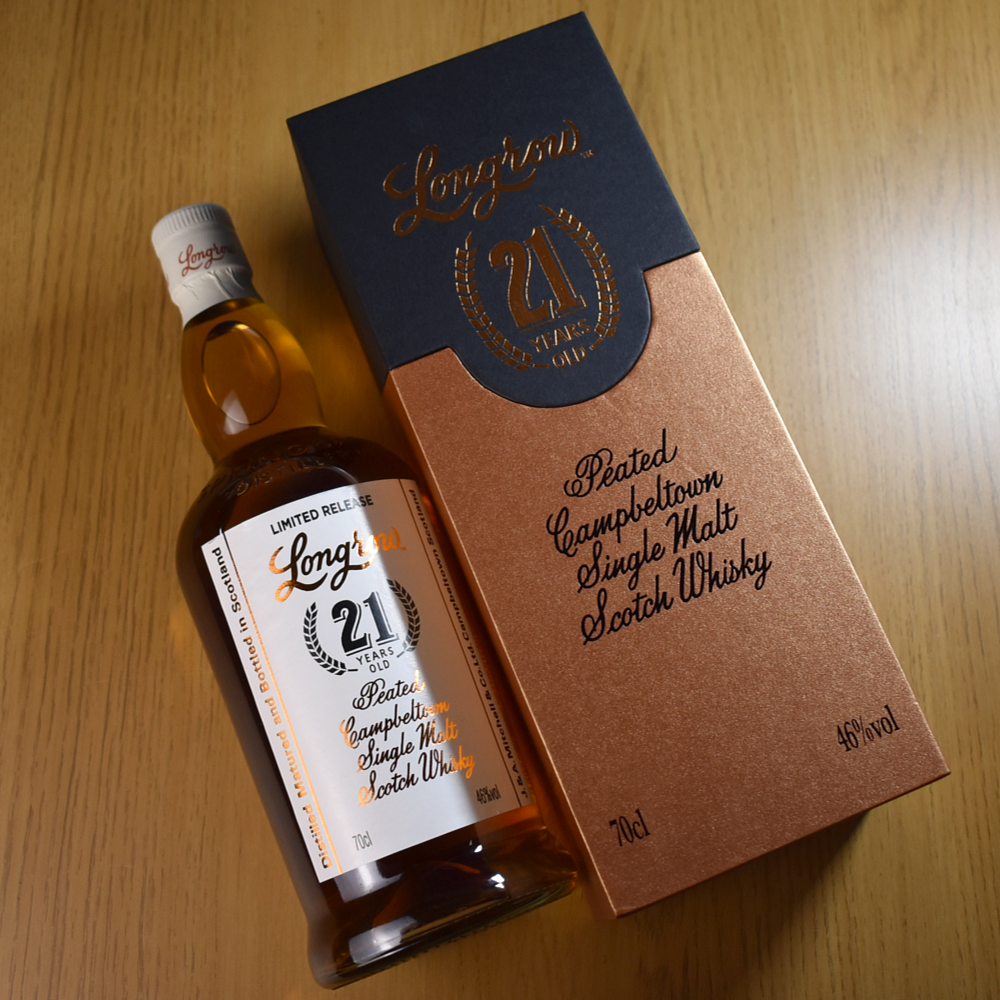 Longrow™
21
YEARS
OLD
Peated
Campbeltown
Single Malt
Scotch Whisky
46%vol
70cl
Longrow
LIMITED RELEASE
Longrow
21
YEARS
OLD
Peated
Campbeltown
Single Malt
Scotch Whisky
46%vol
70cl
Distilled Matured and Bottled in Scotland
J.& A. Mitchell & Co Ltd. Campbeltown Scotland